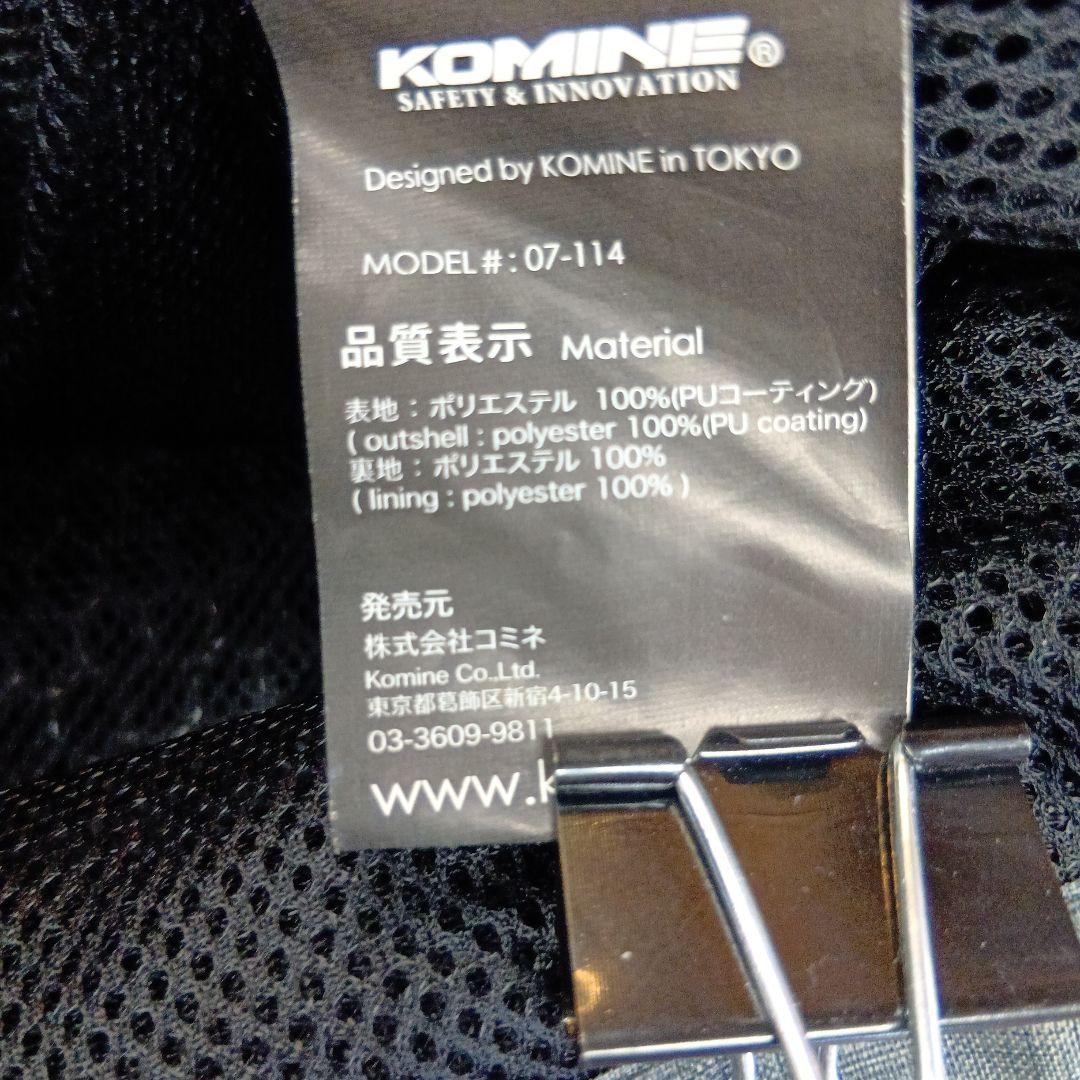 KOMINE®
SAFETY & INNOVATION
Designed by KOMINE in TOKYO
MODEL #: 07-114
品質表示 Material
表地 : ポリエステル 100%(PUコーティング)
( outshell : polyester 100%(PU coating)
裏地 : ポリエステル 100%
( lining : polyester 100% )
発売元
株式会社コミネ
Komine Co.,Ltd.
東京都葛飾区新宿4-10-15
03-3609-9811
www.k